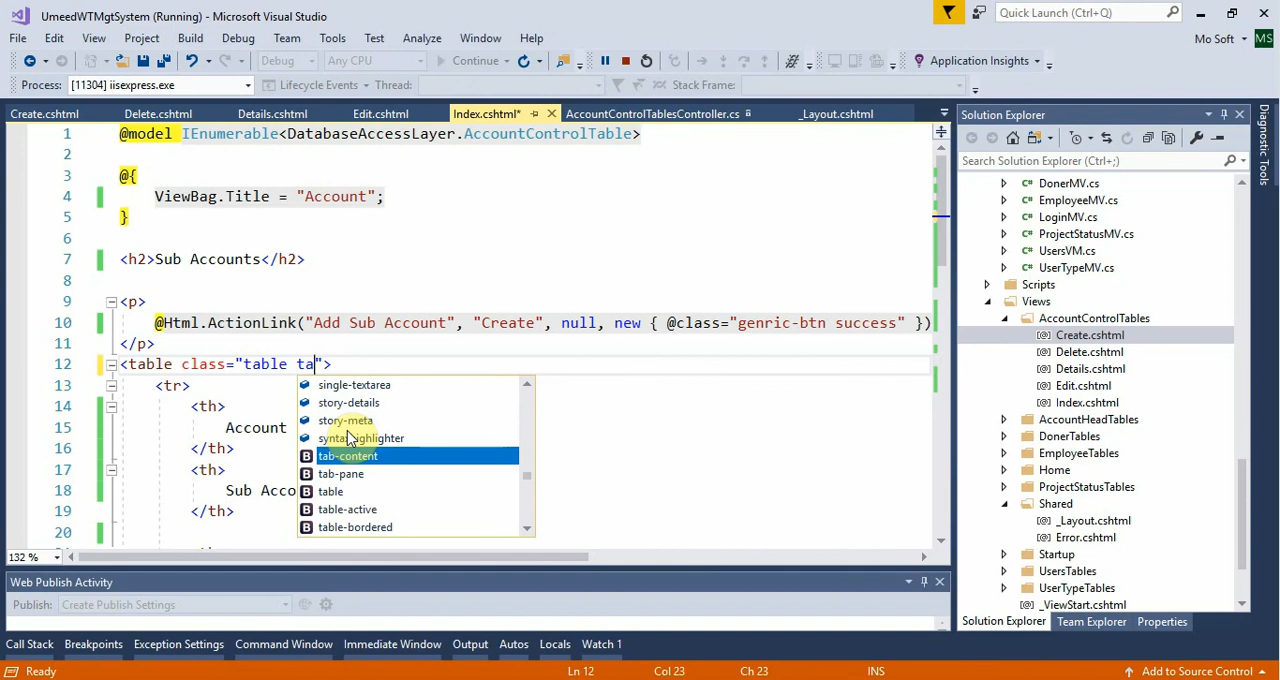 UmeedWTMgtSystem (Running) - Microsoft Visual Studio
Quick Launch (Ctrl+Q)
File Edit View Project Build Debug Team Tools Test Analyze Window Help
Mo Soft MS
Debug Any CPU Continue Application Insights
Process: [11304] iisexpress.exe Lifecycle Events Thread: Stack Frame:
Create.cshtml Delete.cshtml Details.cshtml Edit.cshtml Index.cshtml* AccountControlTablesController.cs _Layout.cshtml
1 @model IEnumerable<DatabaseAccessLayer.AccountControlTable>
2
3 @{
4 ViewBag.Title = "Account";
5 }
6
7 <h2>Sub Accounts</h2>
8
9 <p>
10 @Html.ActionLink("Add Sub Account", "Create", null, new { @class="genric-btn success" })
11 </p>
12 <table class="table ta">
13 <tr>
14 <th>
15 Account
16 </th>
17 <th>
18 Sub Acco
19 </th>
20
single-textarea
story-details
story-meta
syntaxhighlighter
tab-content
tab-pane
table
table-active
table-bordered
132 %
Solution Explorer
Search Solution Explorer (Ctrl+;)
DonerMV.cs
EmployeeMV.cs
LoginMV.cs
ProjectStatusMV.cs
UsersVM.cs
UserTypeMV.cs
Scripts
Views
AccountControlTables
Create.cshtml
Delete.cshtml
Details.cshtml
Edit.cshtml
Index.cshtml
AccountHeadTables
DonerTables
EmployeeTables
Home
ProjectStatusTables
Shared
_Layout.cshtml
Error.cshtml
Startup
UsersTables
UserTypeTables
_ViewStart.cshtml
Solution Explorer Team Explorer Properties
Diagnostic Tools
Web Publish Activity
Publish: Create Publish Settings
Call Stack Breakpoints Exception Settings Command Window Immediate Window Output Autos Locals Watch 1
Ready Ln 12 Col 23 Ch 23 INS Add to Source Control